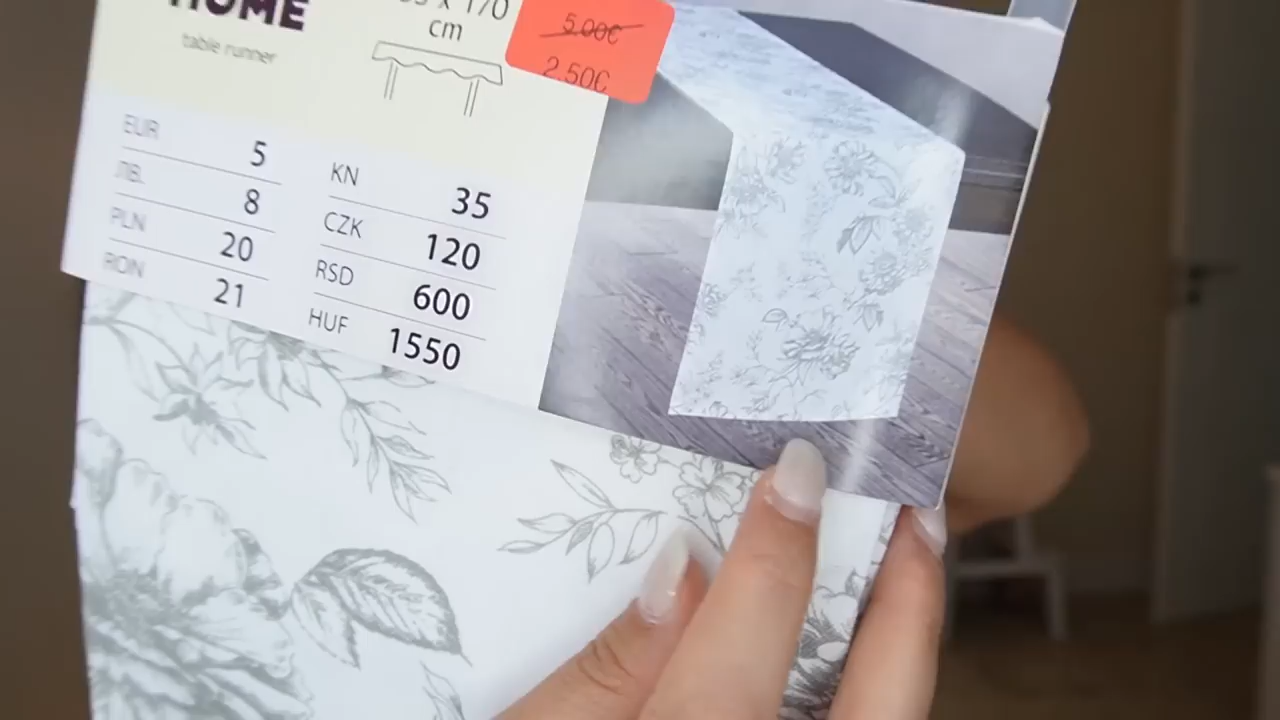 HOME
table runner
x 170
cm
5.00€
2.50€
EUR 5
ЛВ. 8
PLN 20
RON 21
KN 35
CZK 120
RSD 600
HUF 1550